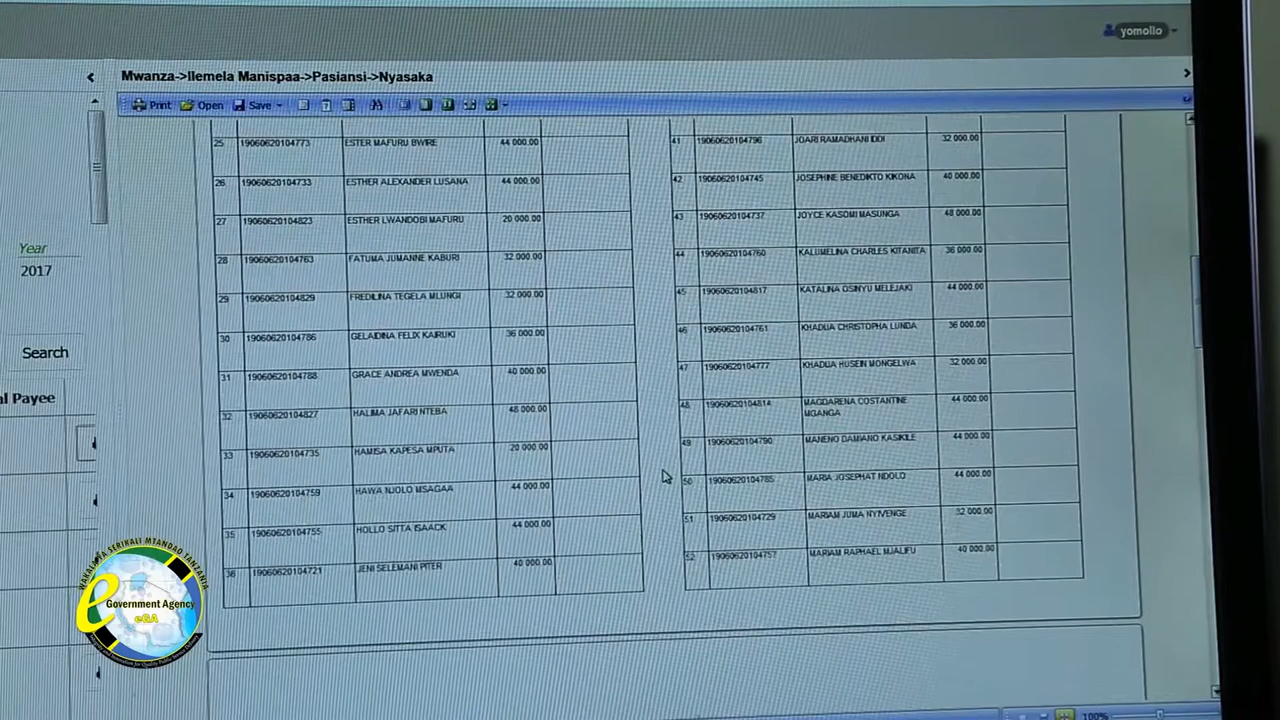 yomollo
Mwanza->Ilemela Manispaa->Pasiansi->Nyasaka
Print Open Save
Year
2017
Search
al Payee
25 19060620104773 ESTER MAFURU BWIRE 44 000.00
26 19060620104733 ESTHER ALEXANDER LUSANA 44 000.00
27 19060620104823 ESTHER LWANDOBI MAFURU 20 000.00
28 19060620104763 FATUMA JUMANNE KABURI 32 000.00
29 19060620104829 FREDILINA TEGELA MLUNGI 32 000.00
30 19060620104786 GELAIDINA FELIX KAIRUKI 36 000.00
31 19060620104788 GRACE ANDREA MWENDA 40 000.00
32 19060620104827 HALIMA JAFARI NTEBA 48 000.00
33 19060620104735 HAMISA KAPESA MPUTA 20 000.00
34 19060620104759 HAWA NJOLO MSAGAA 44 000.00
35 19060620104755 HOLLO SITTA ISAACK 44 000.00
36 19060620104721 JENI SELEMANI PITER 40 000.00
41 19060620104796 JOARI RAMADHANI IDDI 32 000.00
42 19060620104745 JOSEPHINE BENEDIKTO KIKONA 40 000.00
43 19060620104737 JOYCE KASOMI MASUNGA 48 000.00
44 19060620104760 KALUMELINA CHARLES KITANITA 36 000.00
45 19060620104817 KATALINA OSINYU MELEJAKI 44 000.00
46 19060620104761 KHADIJA CHRISTOPHA LUNDA 36 000.00
47 19060620104777 KHADIJA HUSEIN MONGELWA 32 000.00
48 19060620104814 MAGDARENA COSTANTINE MGANGA 44 000.00
49 19060620104790 MANENO DAMIANO KASIKILE 44 000.00
50 19060620104785 MARIA JOSEPHAT NDOLO 44 000.00
51 19060620104729 MARIAM JUMA NYIVENGE 32 000.00
52 19060620104757 MARIAM RAPHAEL MJALIFU 40 000.00
WAKALA YA SERIKALI MTANDAO TANZANIA
e Government Agency
eGA
100%